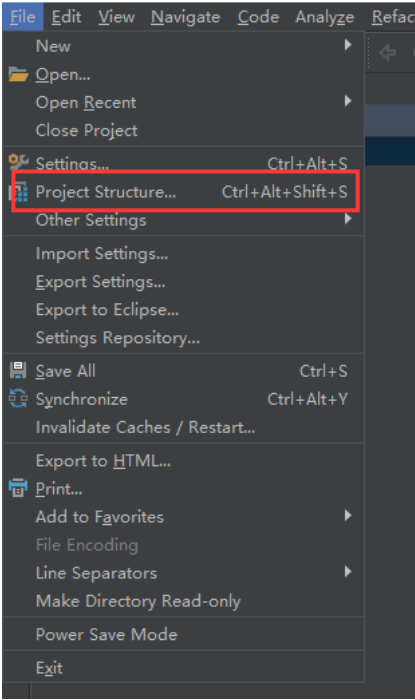 File Edit View Navigate Code Analyze Refac
New
Open...
Open Recent
Close Project
Settings... Ctrl+Alt+S
Project Structure... Ctrl+Alt+Shift+S
Other Settings
Import Settings...
Export Settings...
Export to Eclipse...
Settings Repository...
Save All Ctrl+S
Synchronize Ctrl+Alt+Y
Invalidate Caches / Restart...
Export to HTML...
Print...
Add to Favorites
File Encoding
Line Separators
Make Directory Read-only
Power Save Mode
Exit